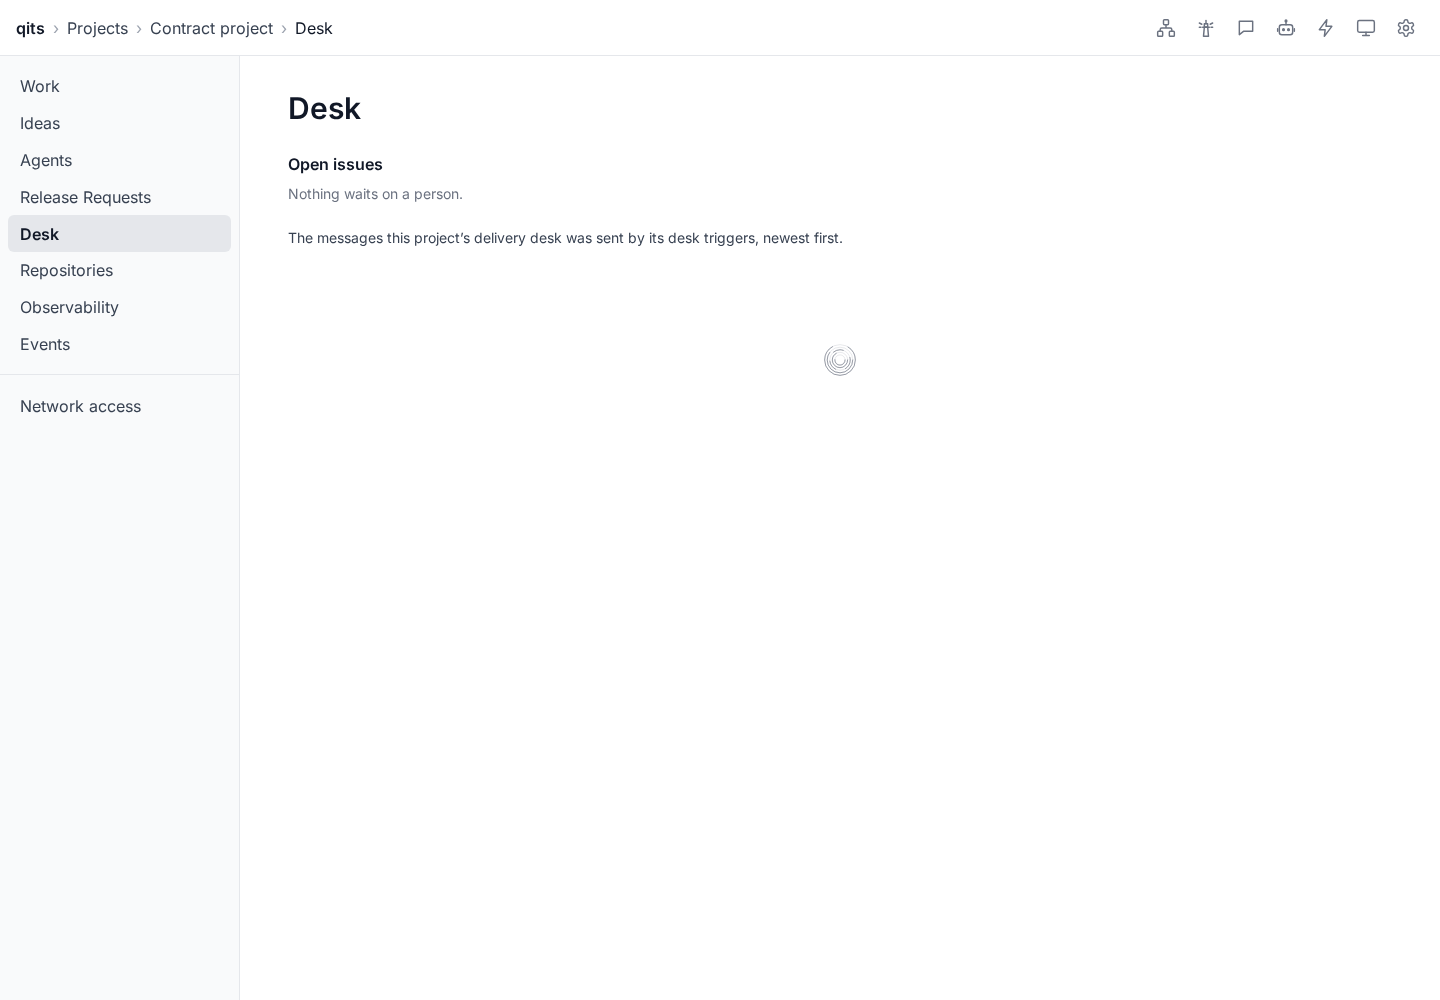 qits › Projects › Contract project › Desk
Work
Ideas
Agents
Release Requests
Desk
Repositories
Observability
Events
Network access
Desk
Open issues
Nothing waits on a person.
The messages this project’s delivery desk was sent by its desk triggers, newest first.